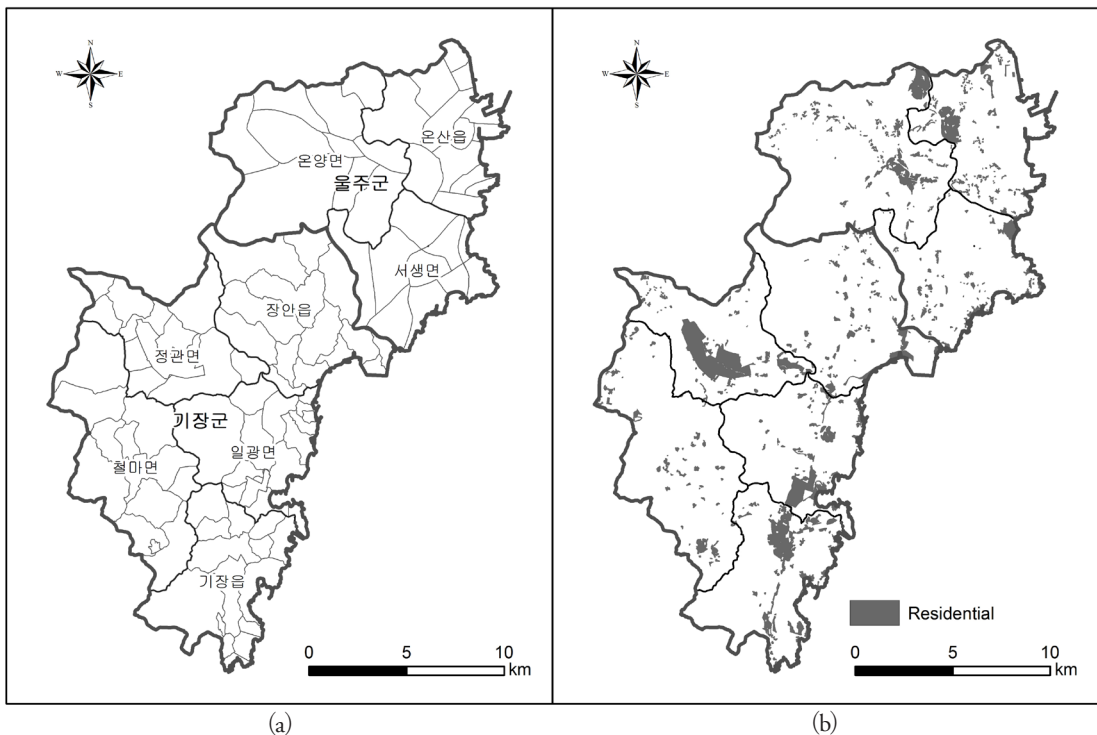 N
W E
S
온산읍
온양면
울주군
서생면
장안읍
정관면
기장군
일광면
철마면
기장읍
0 5 10
km
(a)
N
W E
S
Residential
0 5 10
km
(b)